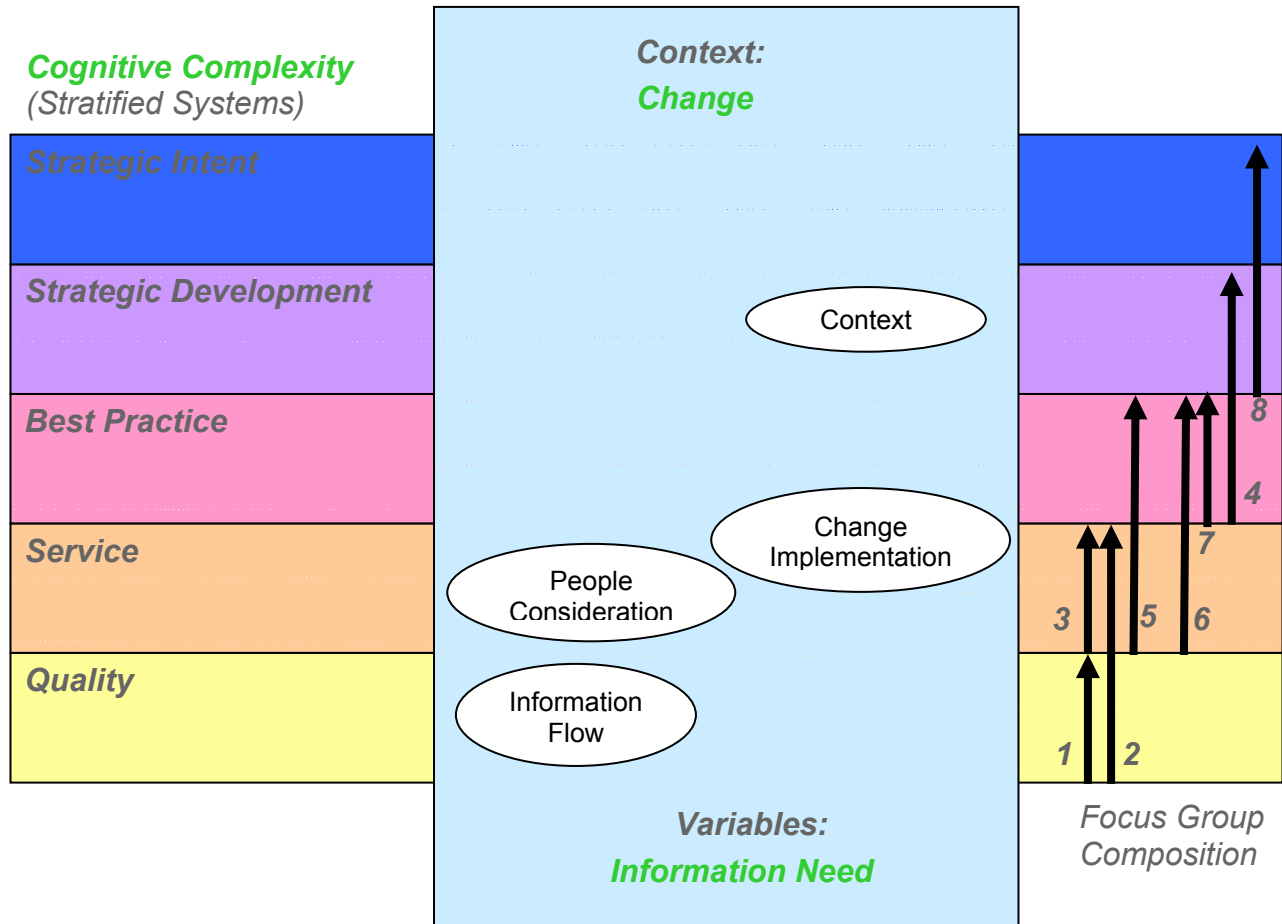 Cognitive Complexity
(Stratified Systems)
Context:
Change
Strategic Intent
Strategic Development
Context
Best Practice
8
4
Service
Change
Implementation
7
People
Consideration
3
5
6
Quality
Information
Flow
1
2
Variables:
Information Need
Focus Group
Composition